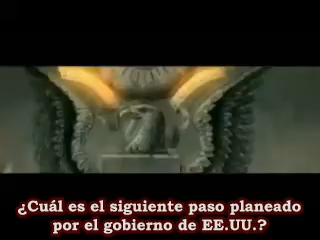 ¿Cuál es el siguiente paso planeado
por el gobierno de EE.UU.?